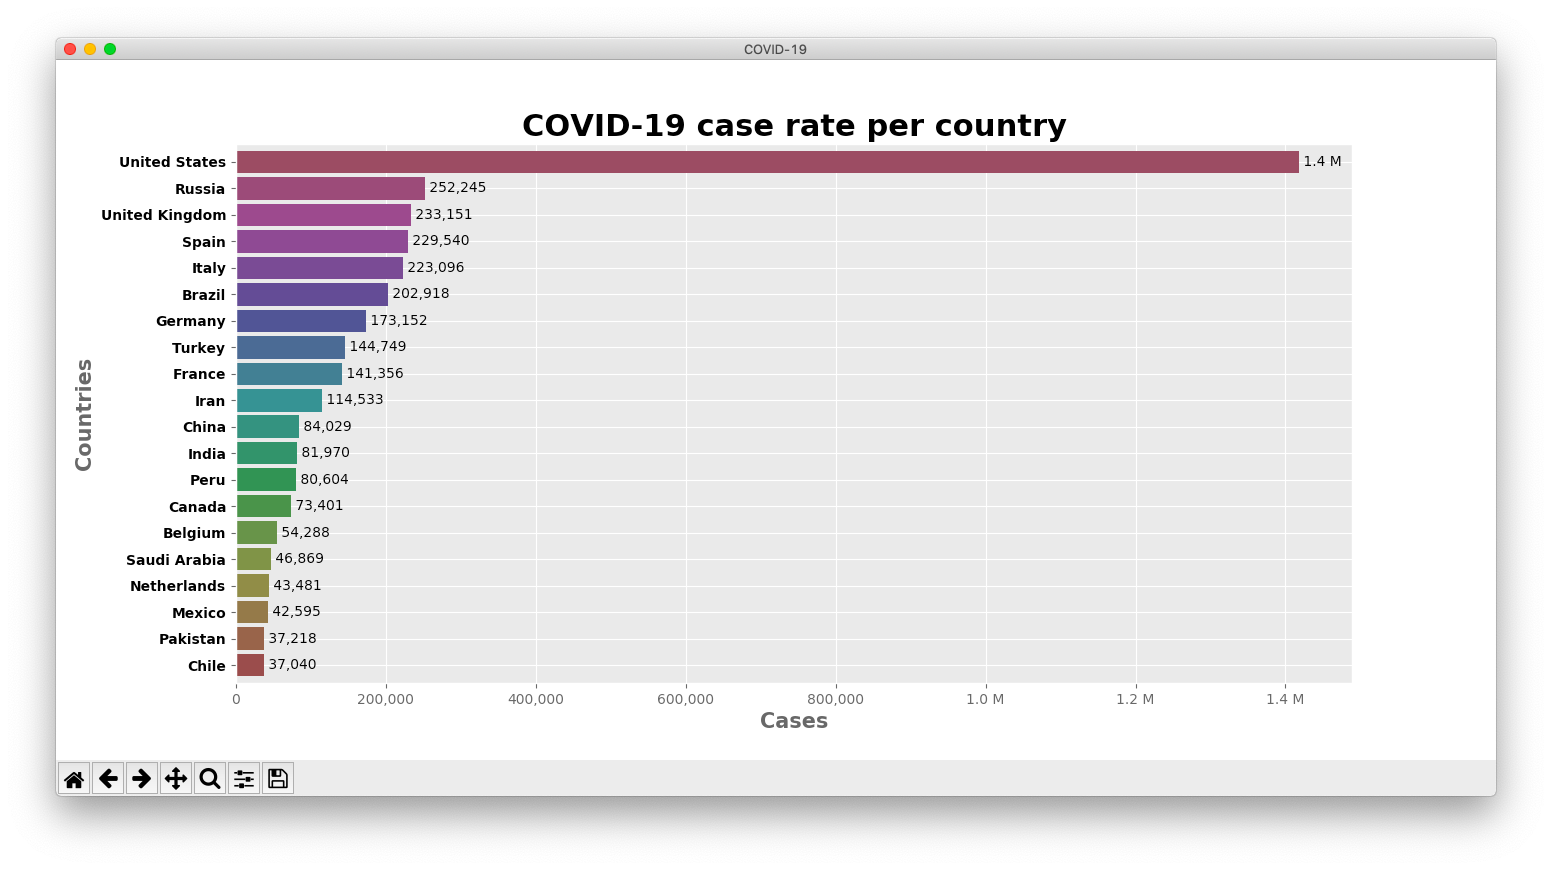 COVID-19
COVID-19 case rate per country
United States 1.4 M
Russia 252,245
United Kingdom 233,151
Spain 229,540
Italy 223,096
Brazil 202,918
Germany 173,152
Turkey 144,749
France 141,356
Iran 114,533
China 84,029
India 81,970
Peru 80,604
Canada 73,401
Belgium 54,288
Saudi Arabia 46,869
Netherlands 43,481
Mexico 42,595
Pakistan 37,218
Chile 37,040
Countries
0 200,000 400,000 600,000 800,000 1.0 M 1.2 M 1.4 M
Cases